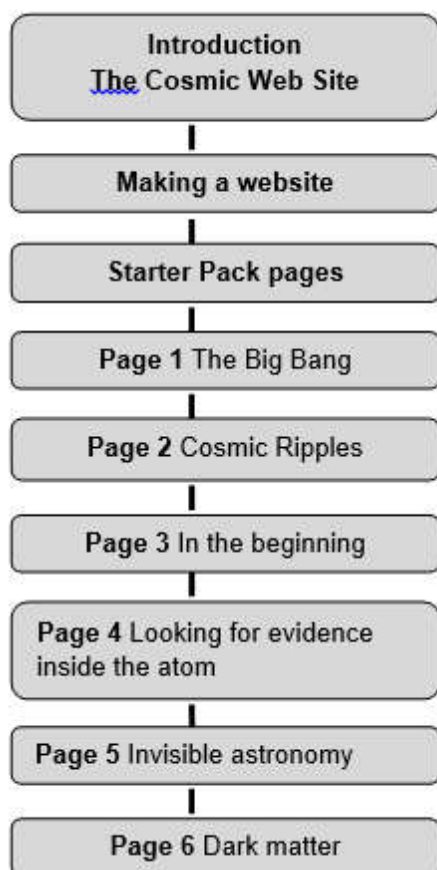 Introduction
The Cosmic Web Site
Making a website
Starter Pack pages
Page 1 The Big Bang
Page 2 Cosmic Ripples
Page 3 In the beginning
Page 4 Looking for evidence
inside the atom
Page 5 Invisible astronomy
Page 6 Dark matter